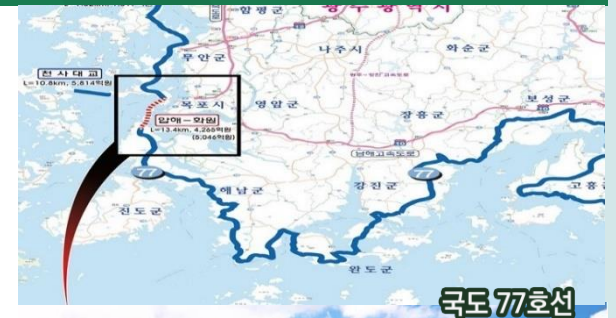 함평군
광주광역시
나주시
화순군
무안군
천사대교
L=10.8km, 5,814억원
목포시
영암군
압해-화원
L=13.4km, 4,265억원
(5,046억원)
장흥군
보성군
남해고속도로
77
77
해남군
강진군
고흥
진도군
완도군
국도 77호선